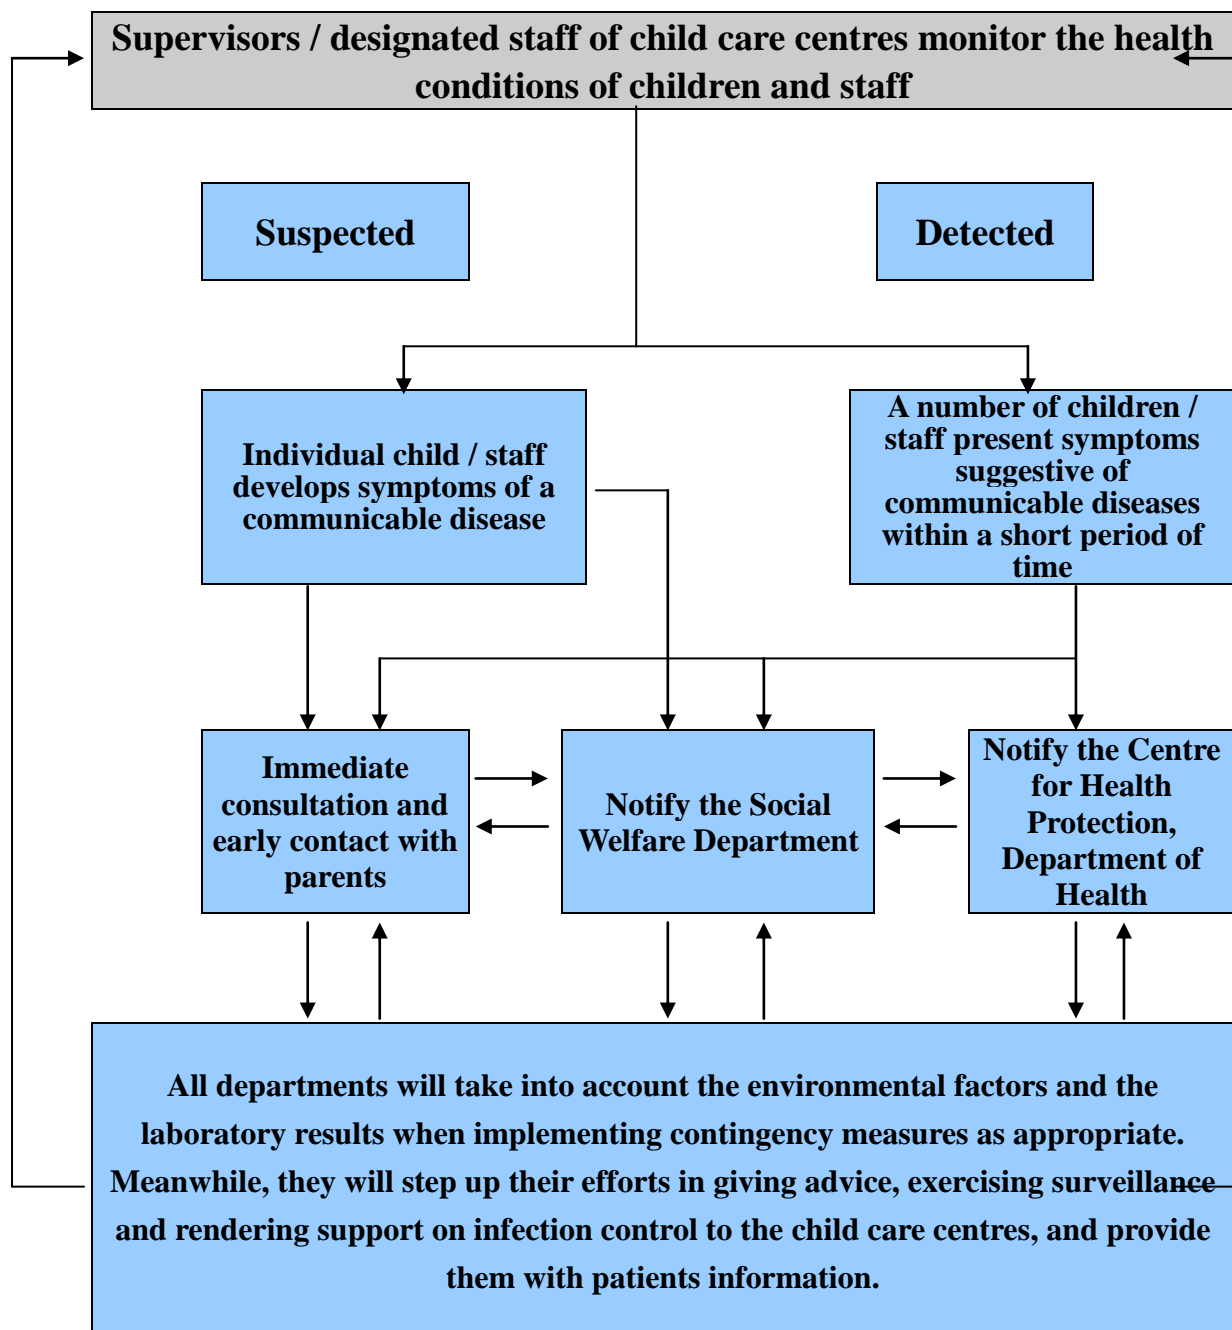 Supervisors / designated staff of child care centres monitor the health
conditions of children and staff
Suspected
Detected
Individual child / staff
develops symptoms of a
communicable disease
A number of children /
staff present symptoms
suggestive of
communicable diseases
within a short period of
time
Immediate
consultation and
early contact with
parents
Notify the Social
Welfare Department
Notify the Centre
for Health
Protection,
Department of
Health
All departments will take into account the environmental factors and the
laboratory results when implementing contingency measures as appropriate.
Meanwhile, they will step up their efforts in giving advice, exercising surveillance
and rendering support on infection control to the child care centres, and provide
them with patients information.